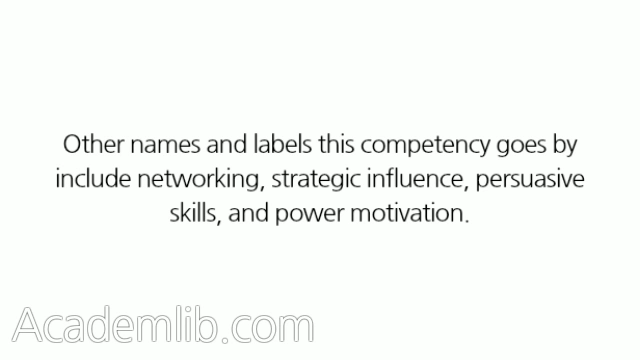 Other names and labels this competency goes by
include networking, strategic influence, persuasive
skills, and power motivation.
Academlib.com